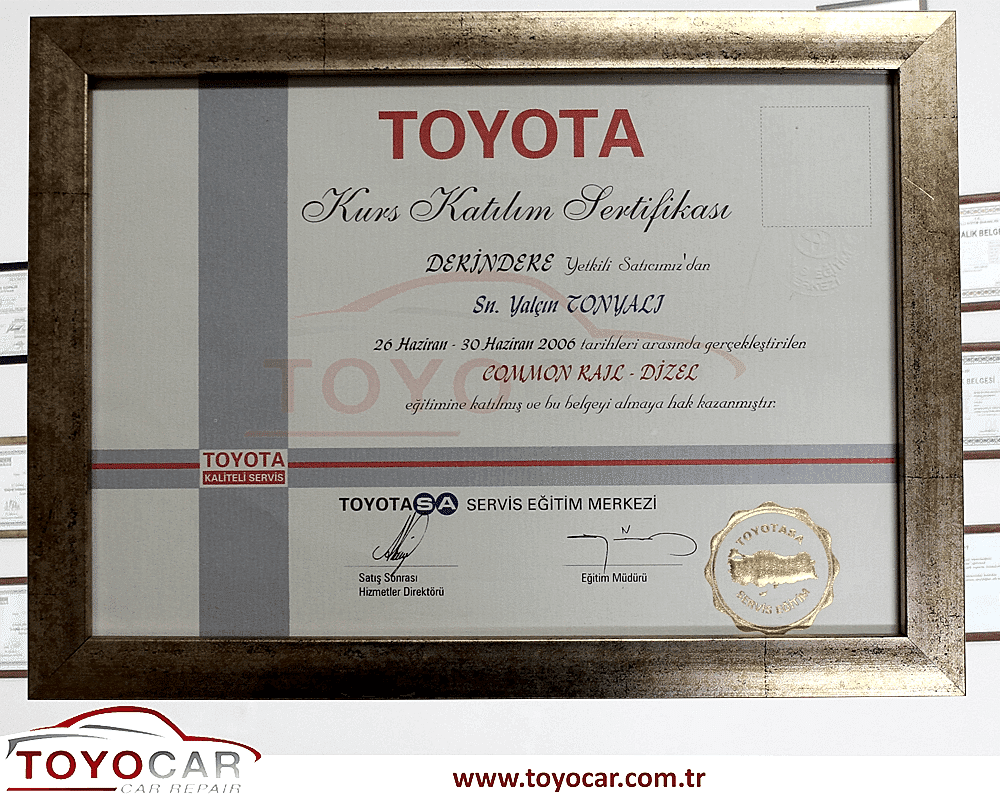 TOYOTA
Kurs Katılım Sertifikası
DERİNDERE Yetkili Satıcımız'dan
Sn. Yalçın TONYALI
26 Haziran - 30 Haziran 2006 tarihleri arasında gerçekleştirilen
COMMON RAIL - DİZEL
eğitimine katılmış ve bu belgeyi almaya hak kazanmıştır.
TOYOTA
KALİTELİ SERVİS
TOYOTASA SERVİS EĞİTİM MERKEZİ
Satış Sonrası
Hizmetler Direktörü
Eğitim Müdürü
TOYOTASA
SERVİS EĞİTİM
BELGESİ
TOYOCAR
CAR REPAIR
www.toyocar.com.tr